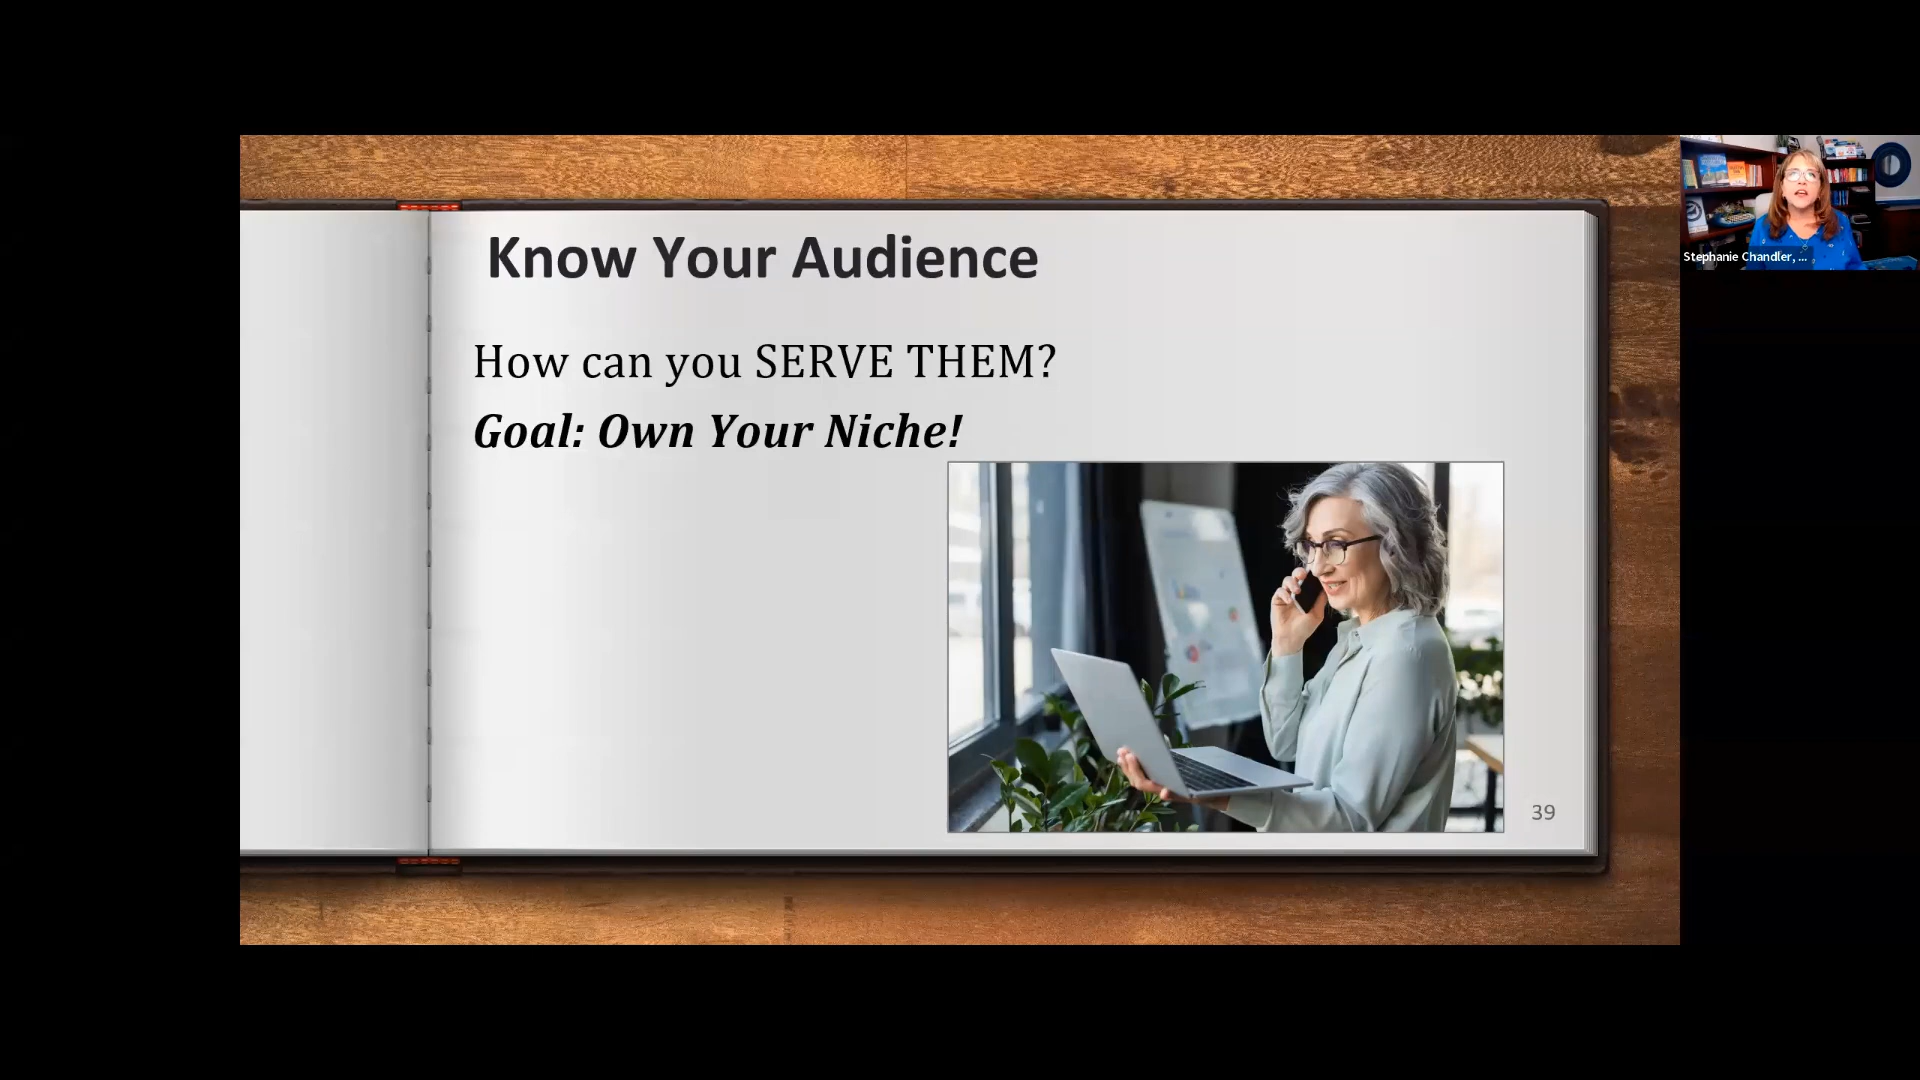 Know Your Audience
How can you SERVE THEM?
Goal: Own Your Niche!
39
Stephanie Chandler, ...